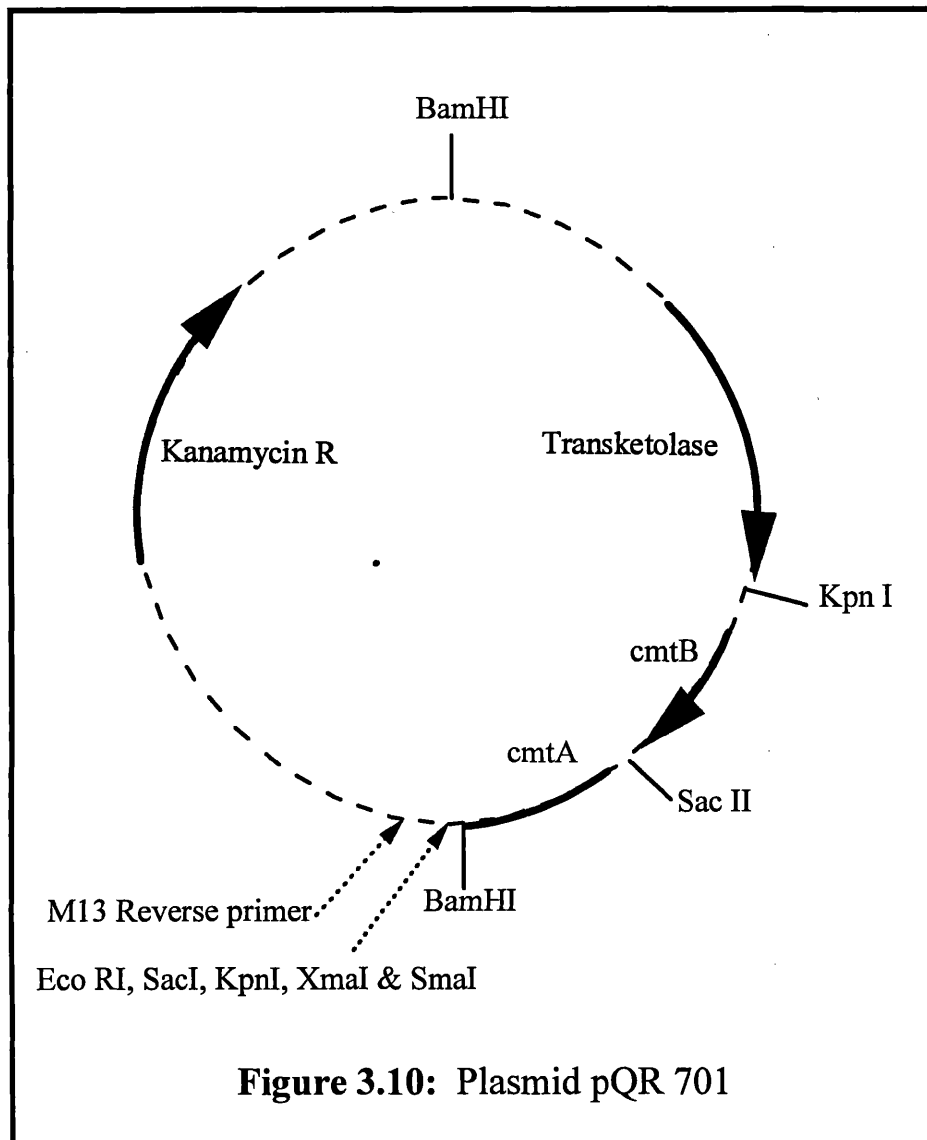 BamHI
Kanamycin R
Transketolase
Kpn I
cmtB
cmtA
Sac II
M13 Reverse primer
BamHI
Eco RI, SacI, KpnI, XmaI & SmaI
Figure 3.10: Plasmid pQR 701